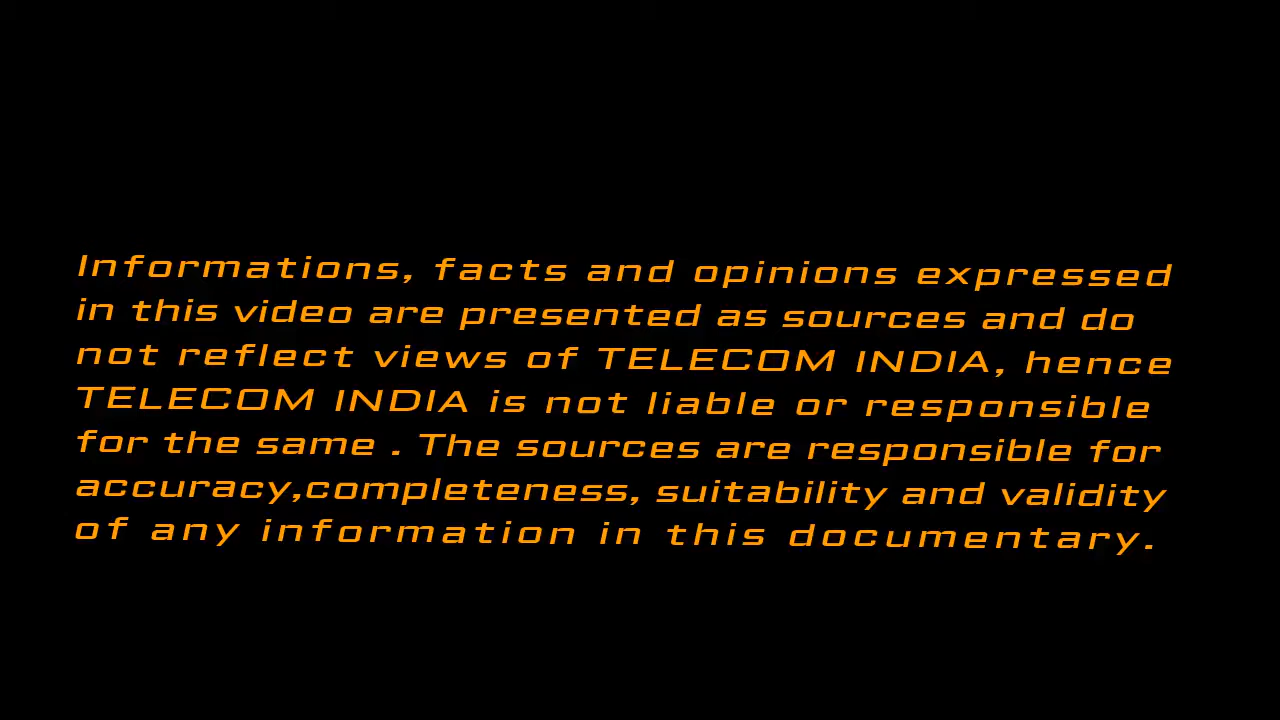 Informations, facts and opinions expressed
in this video are presented as sources and do
not reflect views of TELECOM INDIA, hence
TELECOM INDIA is not liable or responsible
for the same . The sources are responsible for
accuracy,completeness, suitability and validity
of any information in this documentary.